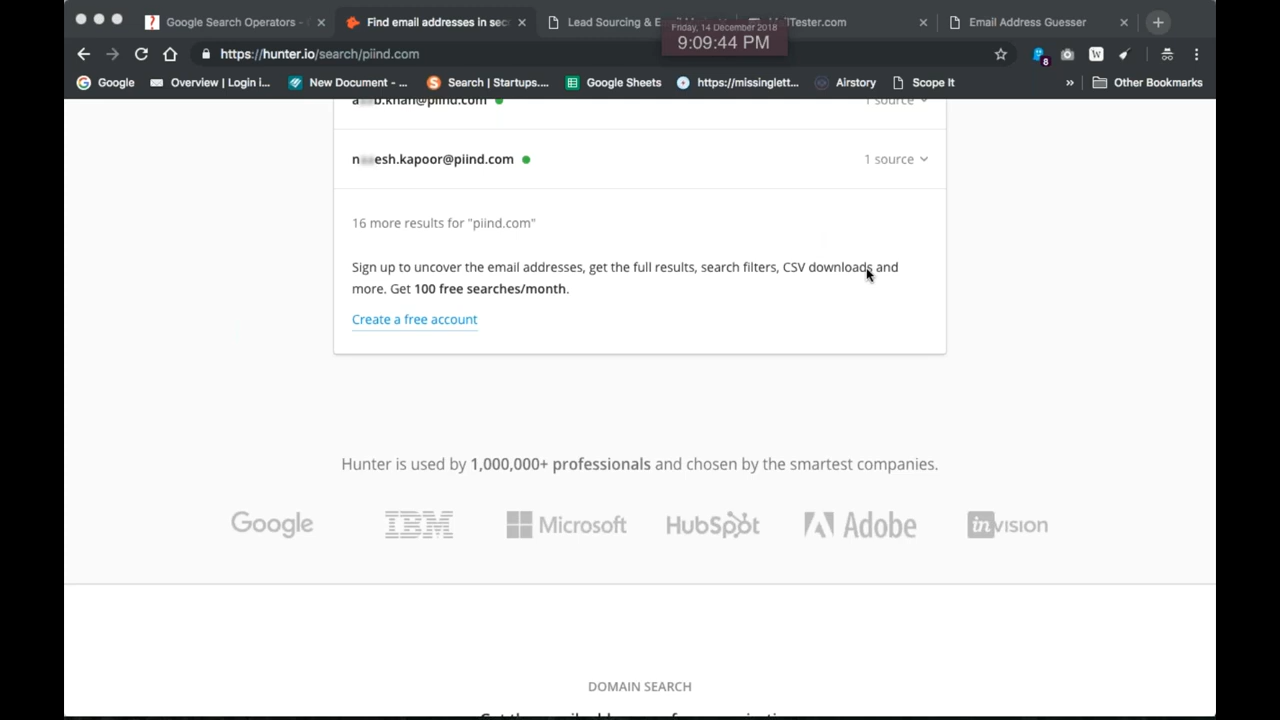 Google Search Operators -
Find email addresses in sec
Lead Sourcing & E
Tester.com
Email Address Guesser
Friday, 14 December 2018
9:09:44 PM
https://hunter.io/search/piind.com
8
Google
Overview | Login i...
New Document - ...
Search | Startups....
Google Sheets
https://missinglett...
Airstory
Scope It
»
Other Bookmarks
b.khan@piind.com
1 source
n esh.kapoor@piind.com
1 source
16 more results for "piind.com"
Sign up to uncover the email addresses, get the full results, search filters, CSV downloads and
more. Get 100 free searches/month.
Create a free account
Hunter is used by 1,000,000+ professionals and chosen by the smartest companies.
Google
IBM
Microsoft
HubSpot
Adobe
invision
DOMAIN SEARCH